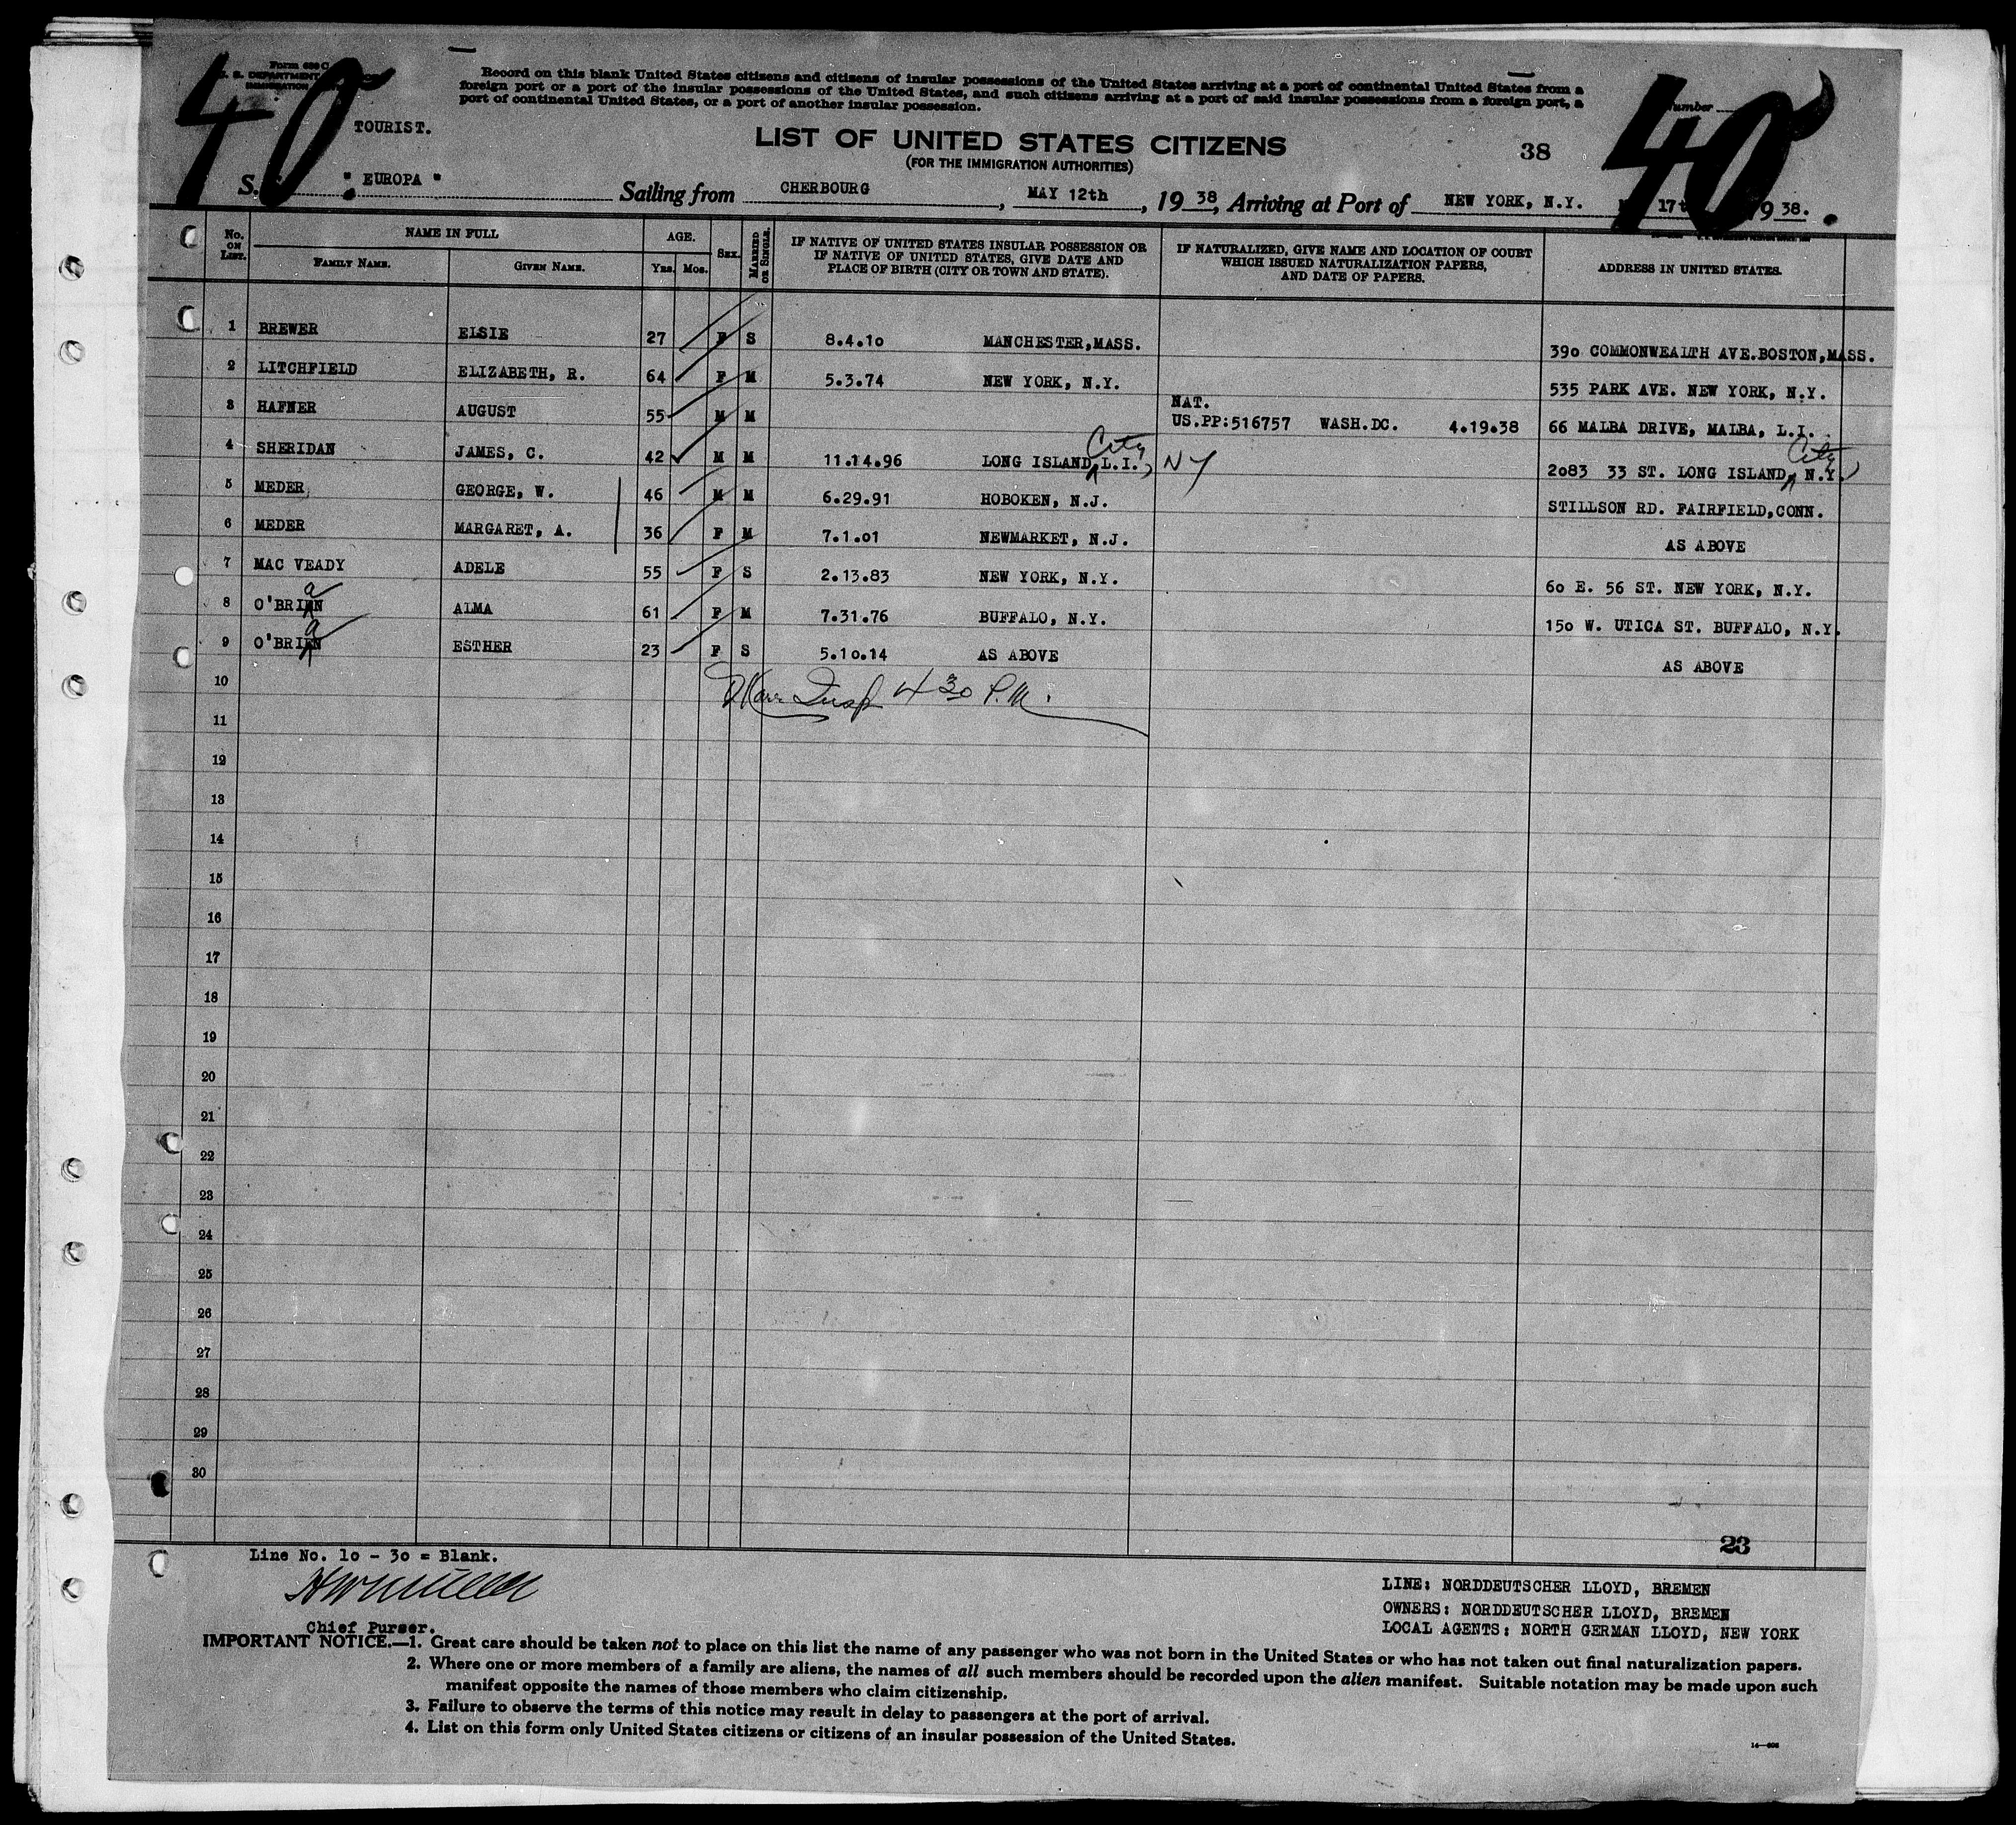 Form 630 C
U. S. DEPARTMENT
IMMIGRATION
40
40
Record on this blank United States citizens and citizens of insular possessions of the United States arriving at a port of continental United States from a
foreign port or a port of the insular possessions of the United States, and such citizens arriving at a port of said insular possessions from a foreign port, a
port of continental United States, or a port of another insular possession.
Number
TOURIST.
LIST OF UNITED STATES CITIZENS
(FOR THE IMMIGRATION AUTHORITIES)
38
S. " EUROPA " Sailing from CHERBOURG, MAY 12th, 1938, Arriving at Port of NEW YORK, N.Y. 17t 1938.
No. ON LIST. NAME IN FULL FAMILY NAME. GIVEN NAME. AGE. Yrs. Mos. SEX. MARRIED OR SINGLE. IF NATIVE OF UNITED STATES INSULAR POSSESSION OR IF NATIVE OF UNITED STATES, GIVE DATE AND PLACE OF BIRTH (CITY OR TOWN AND STATE). IF NATURALIZED, GIVE NAME AND LOCATION OF COURT WHICH ISSUED NATURALIZATION PAPERS, AND DATE OF PAPERS. ADDRESS IN UNITED STATES.
1 BREWER ELSIE 27 F S 8.4.10 MANCHESTER,MASS. 390 COMMONWEALTH AVE.BOSTON,MASS.
2 LITCHFIELD ELIZABETH, R. 64 F M 5.3.74 NEW YORK, N.Y. 535 PARK AVE. NEW YORK, N.Y.
3 HAFNER AUGUST 55 M M NAT. US.PP:516757 WASH.DC. 4.19.38 66 MALBA DRIVE, MALBA, L.I.
4 SHERIDAN JAMES, C. 42 M M 11.14.96 LONG ISLAND City, L.I., NY 2083 33 ST. LONG ISLAND, City N.Y.
5 MEDER GEORGE, W. 46 M M 6.29.91 HOBOKEN, N.J. STILLSON RD. FAIRFIELD,CONN.
6 MEDER MARGARET, A. 36 F M 7.1.01 NEWMARKET, N.J. AS ABOVE
7 MAC VEADY ADELE 55 F S 2.13.83 NEW YORK, N.Y. 60 E. 56 ST. NEW YORK, N.Y.
8 O'BRIEN a ALMA 61 F M 7.31.76 BUFFALO, N.Y. 150 W. UTICA ST. BUFFALO, N.Y.
9 O'BRIEN a ESTHER 23 F S 5.10.14 AS ABOVE AS ABOVE
10 Insp 4 30 P.M.
11
12
13
14
15
16
17
18
19
20
21
22
23
24
25
26
27
28
29
30
23
Line No. 10 - 30 = Blank.
Chief Purser.
LINE: NORDDEUTSCHER LLOYD, BREMEN
OWNERS: NORDDEUTSCHER LLOYD, BREMEN
LOCAL AGENTS: NORTH GERMAN LLOYD, NEW YORK
IMPORTANT NOTICE.—1. Great care should be taken not to place on this list the name of any passenger who was not born in the United States or who has not taken out final naturalization papers.
2. Where one or more members of a family are aliens, the names of all such members should be recorded upon the alien manifest. Suitable notation may be made upon such
manifest opposite the names of those members who claim citizenship.
3. Failure to observe the terms of this notice may result in delay to passengers at the port of arrival.
4. List on this form only United States citizens or citizens of an insular possession of the United States.